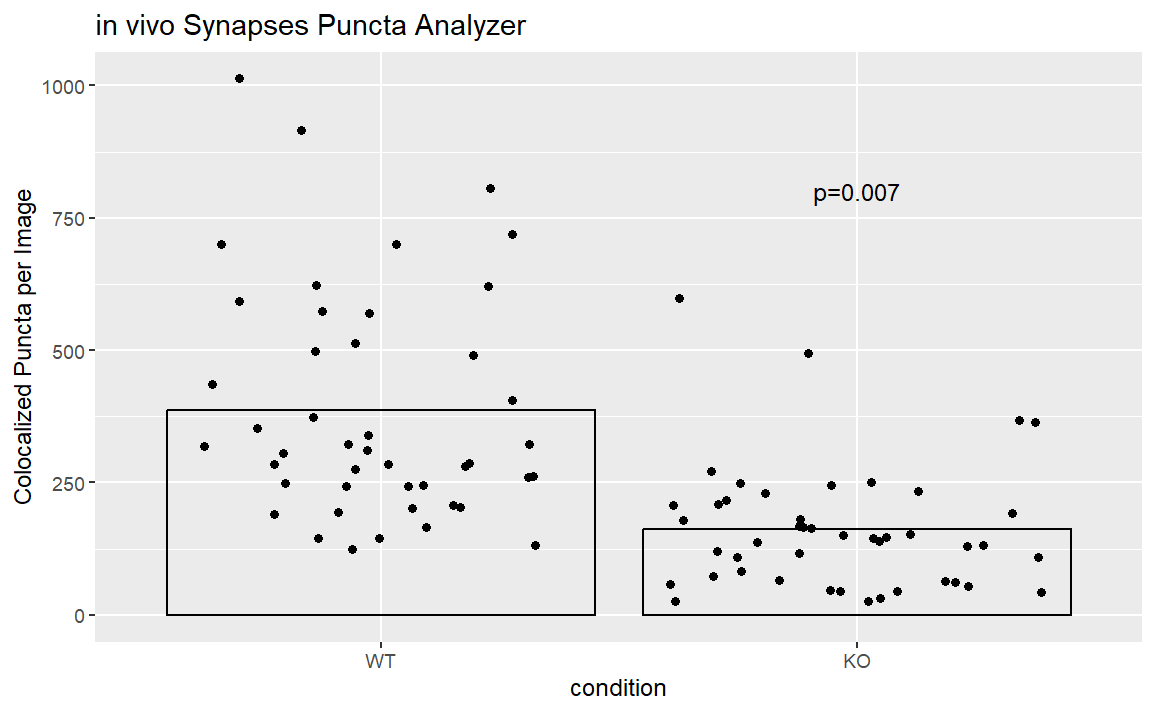 in vivo Synapses Puncta Analyzer
Colocalized Puncta per Image
1000
750
500
250
0
p=0.007
WT
KO
condition